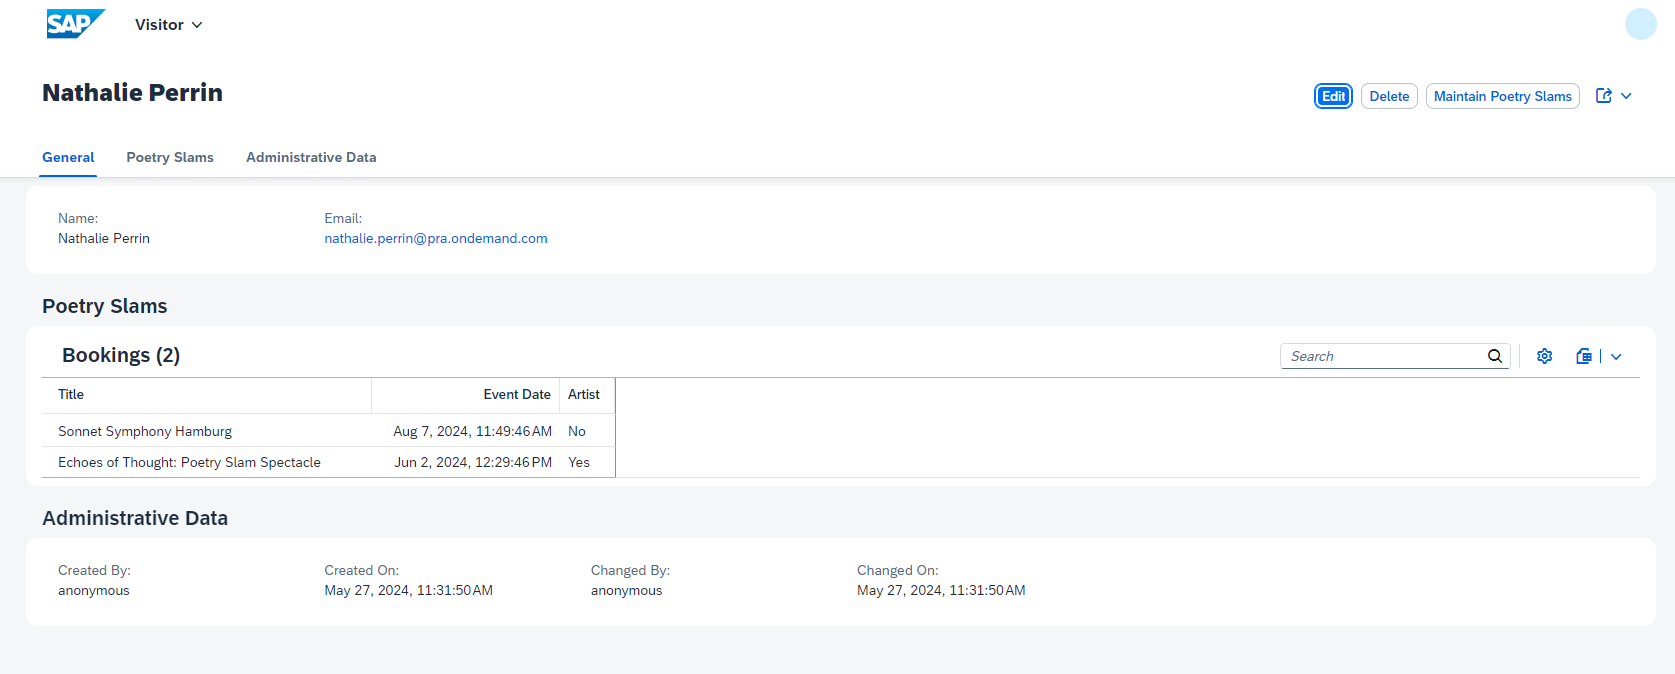 SAP Visitor
Nathalie Perrin
Edit Delete Maintain Poetry Slams
General Poetry Slams Administrative Data
Name: Email:
Nathalie Perrin nathalie.perrin@pra.ondemand.com
Poetry Slams
Bookings (2) Search
Title Event Date Artist
Sonnet Symphony Hamburg Aug 7, 2024, 11:49:46 AM No
Echoes of Thought: Poetry Slam Spectacle Jun 2, 2024, 12:29:46 PM Yes
Administrative Data
Created By: Created On: Changed By: Changed On:
anonymous May 27, 2024, 11:31:50 AM anonymous May 27, 2024, 11:31:50 AM